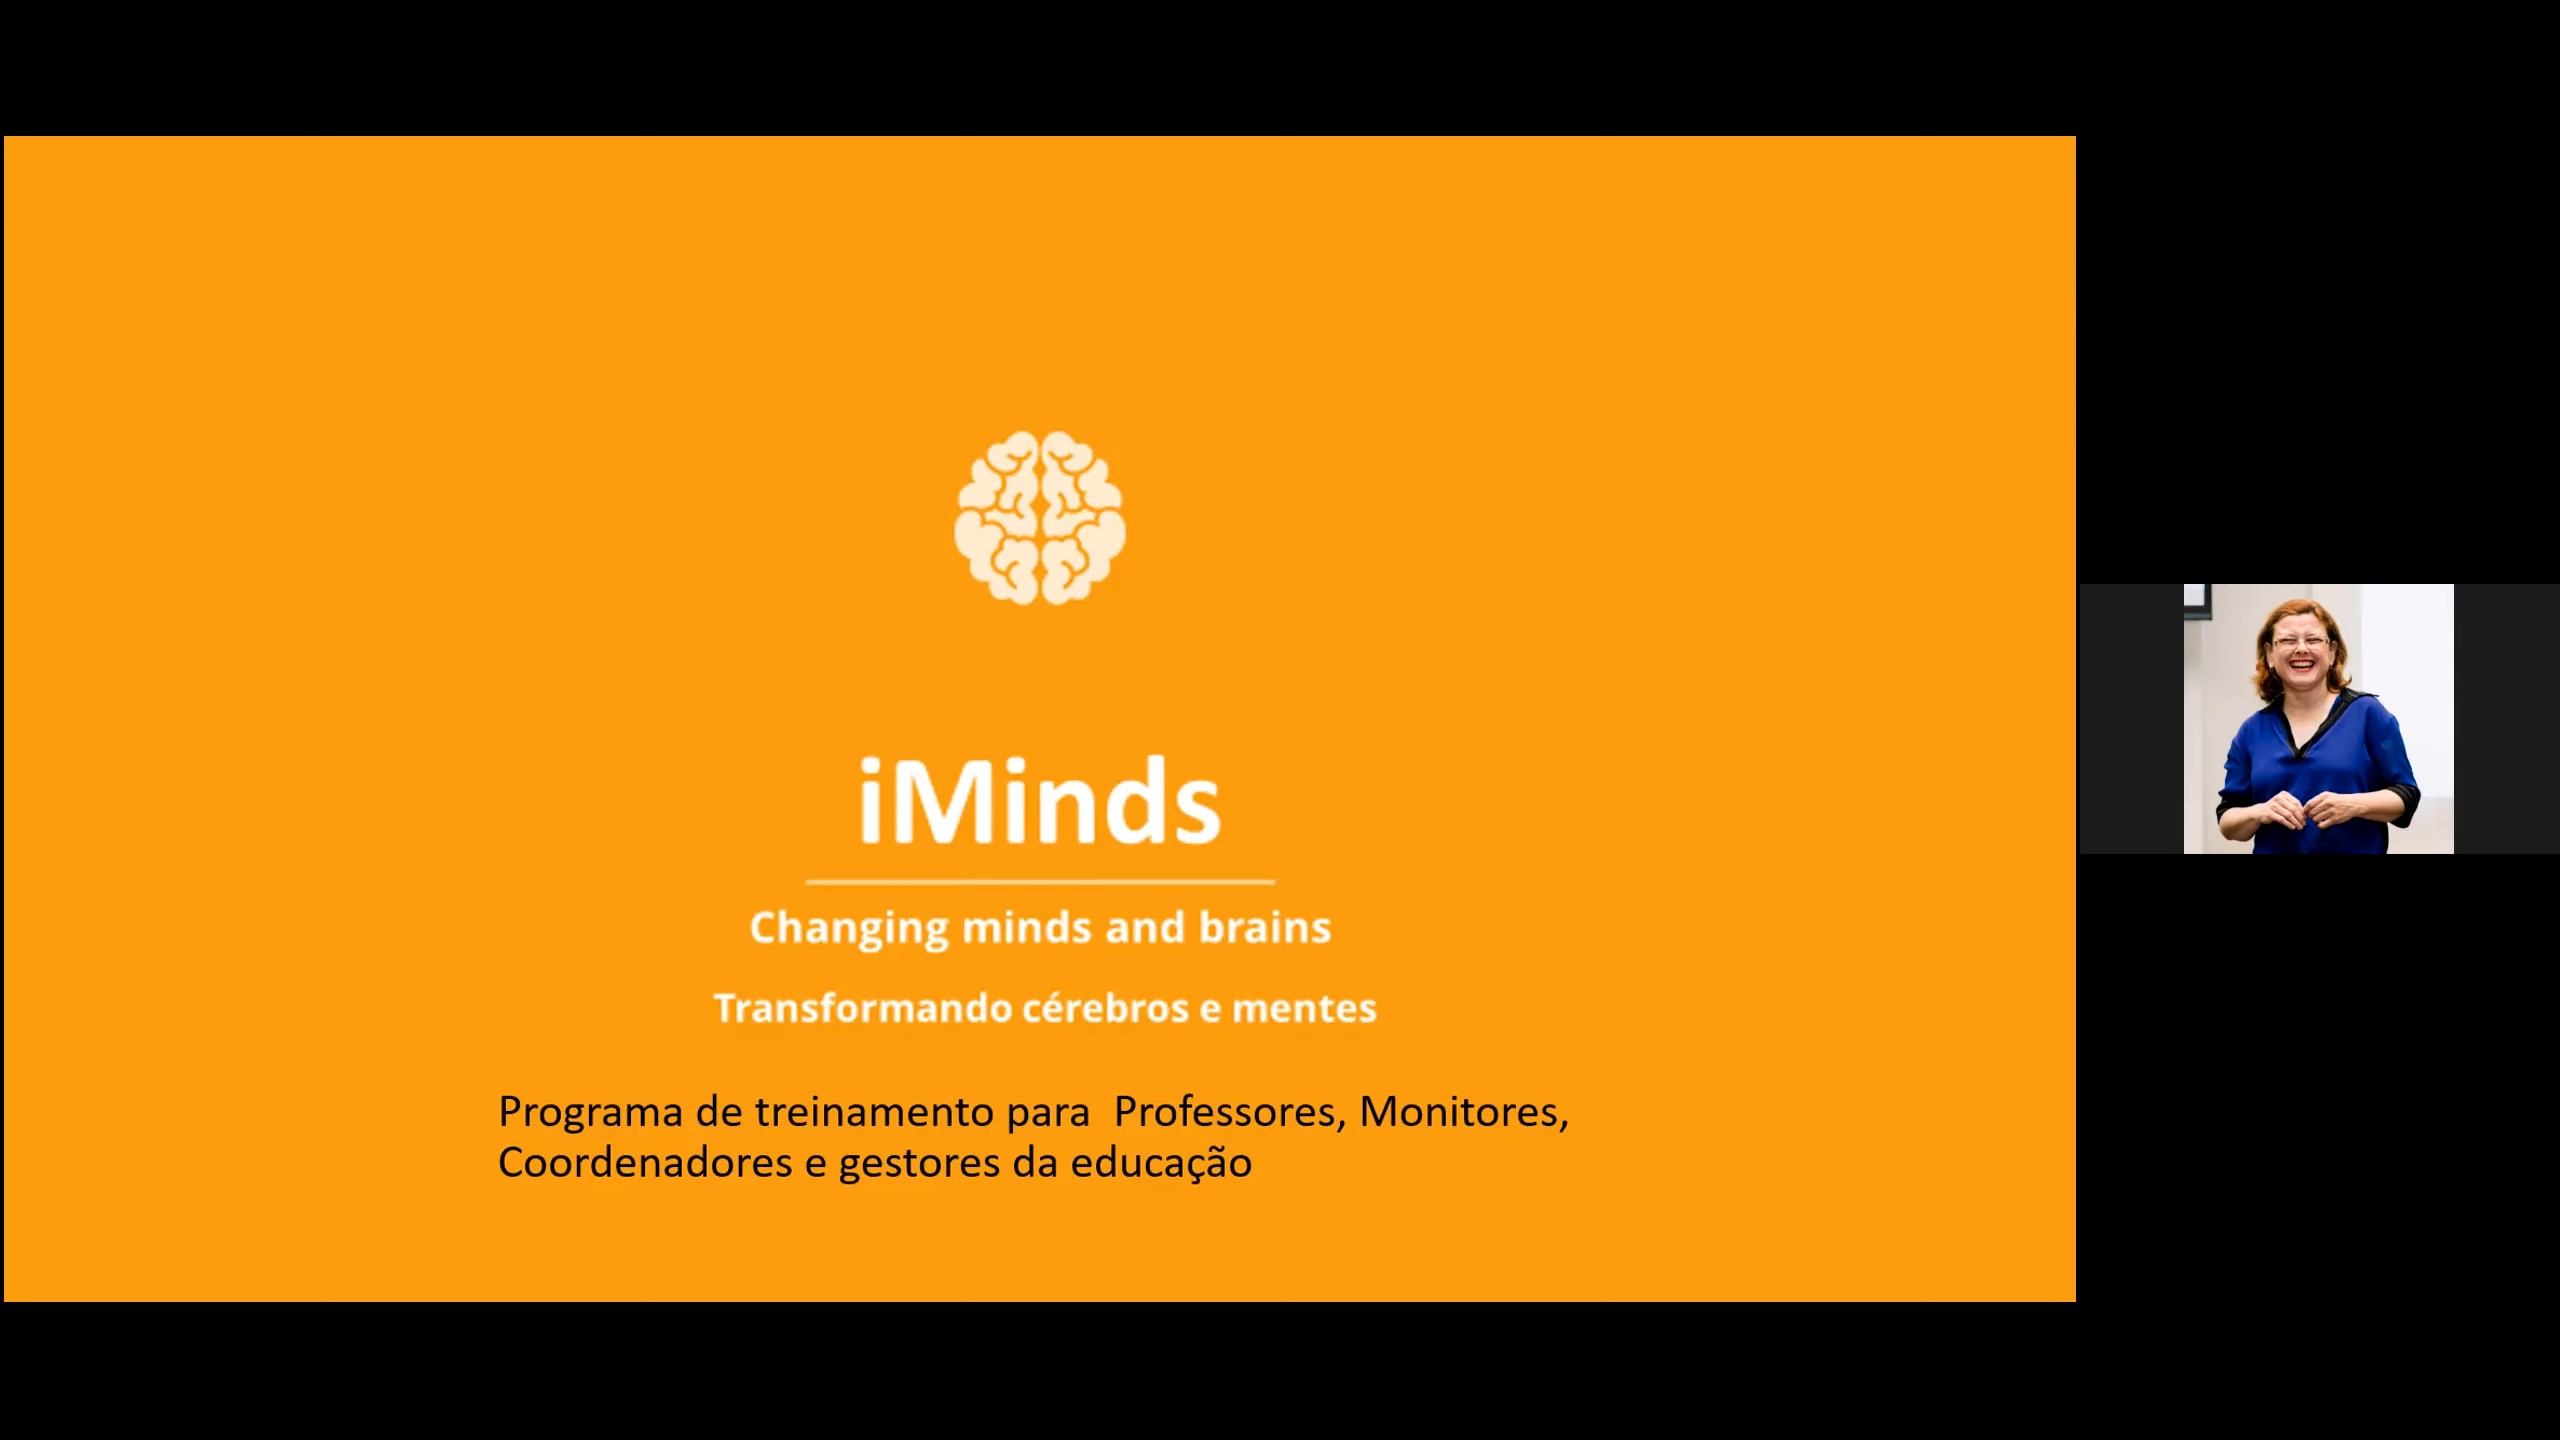 iMinds
Changing minds and brains
Transformando cérebros e mentes
Programa de treinamento para  Professores, Monitores,
Coordenadores e gestores da educação